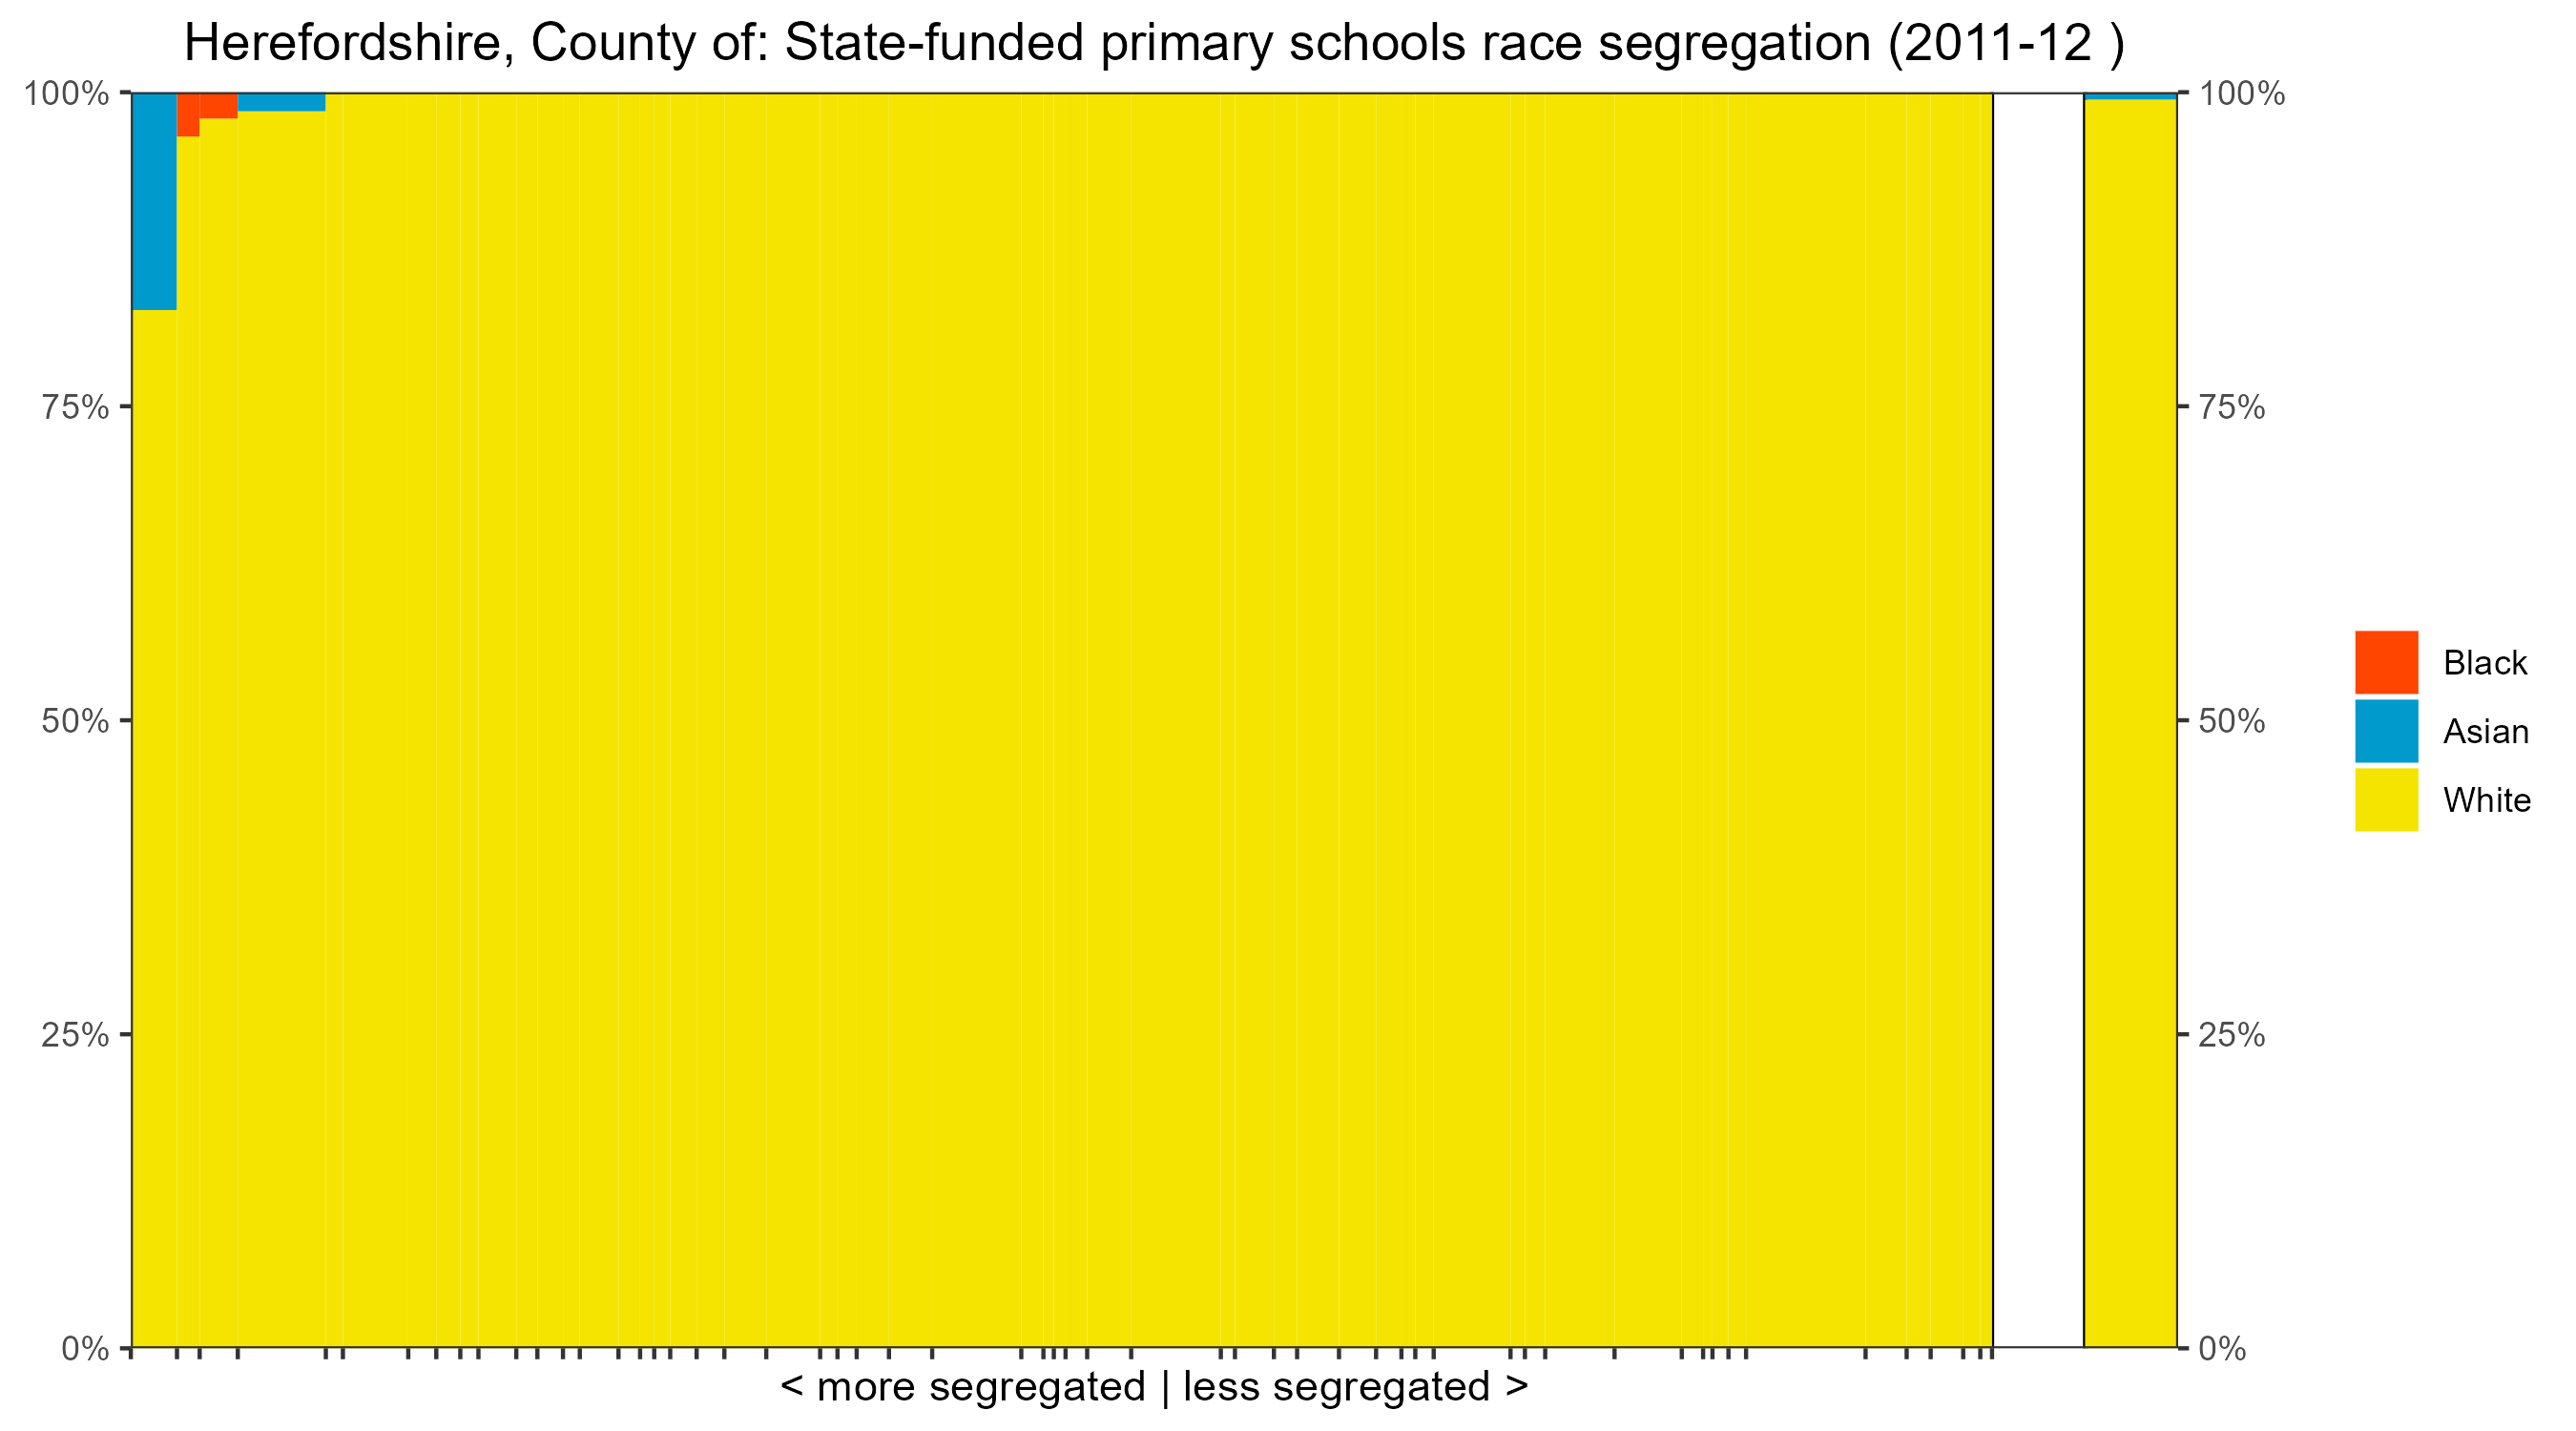 Herefordshire, County of: State-funded primary schools race segregation (2011-12 )
100%
75%
50%
25%
0%
100%
75%
50%
25%
0%
Black
Asian
White
< more segregated | less segregated >